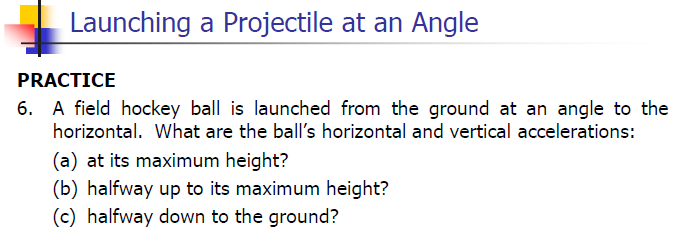 Launching a Projectile at an Angle
PRACTICE
6. A field hockey ball is launched from the ground at an angle to the
horizontal. What are the ball's horizontal and vertical accelerations:
(a) at its maximum height?
(b) halfway up to its maximum height?
(c) halfway down to the ground?